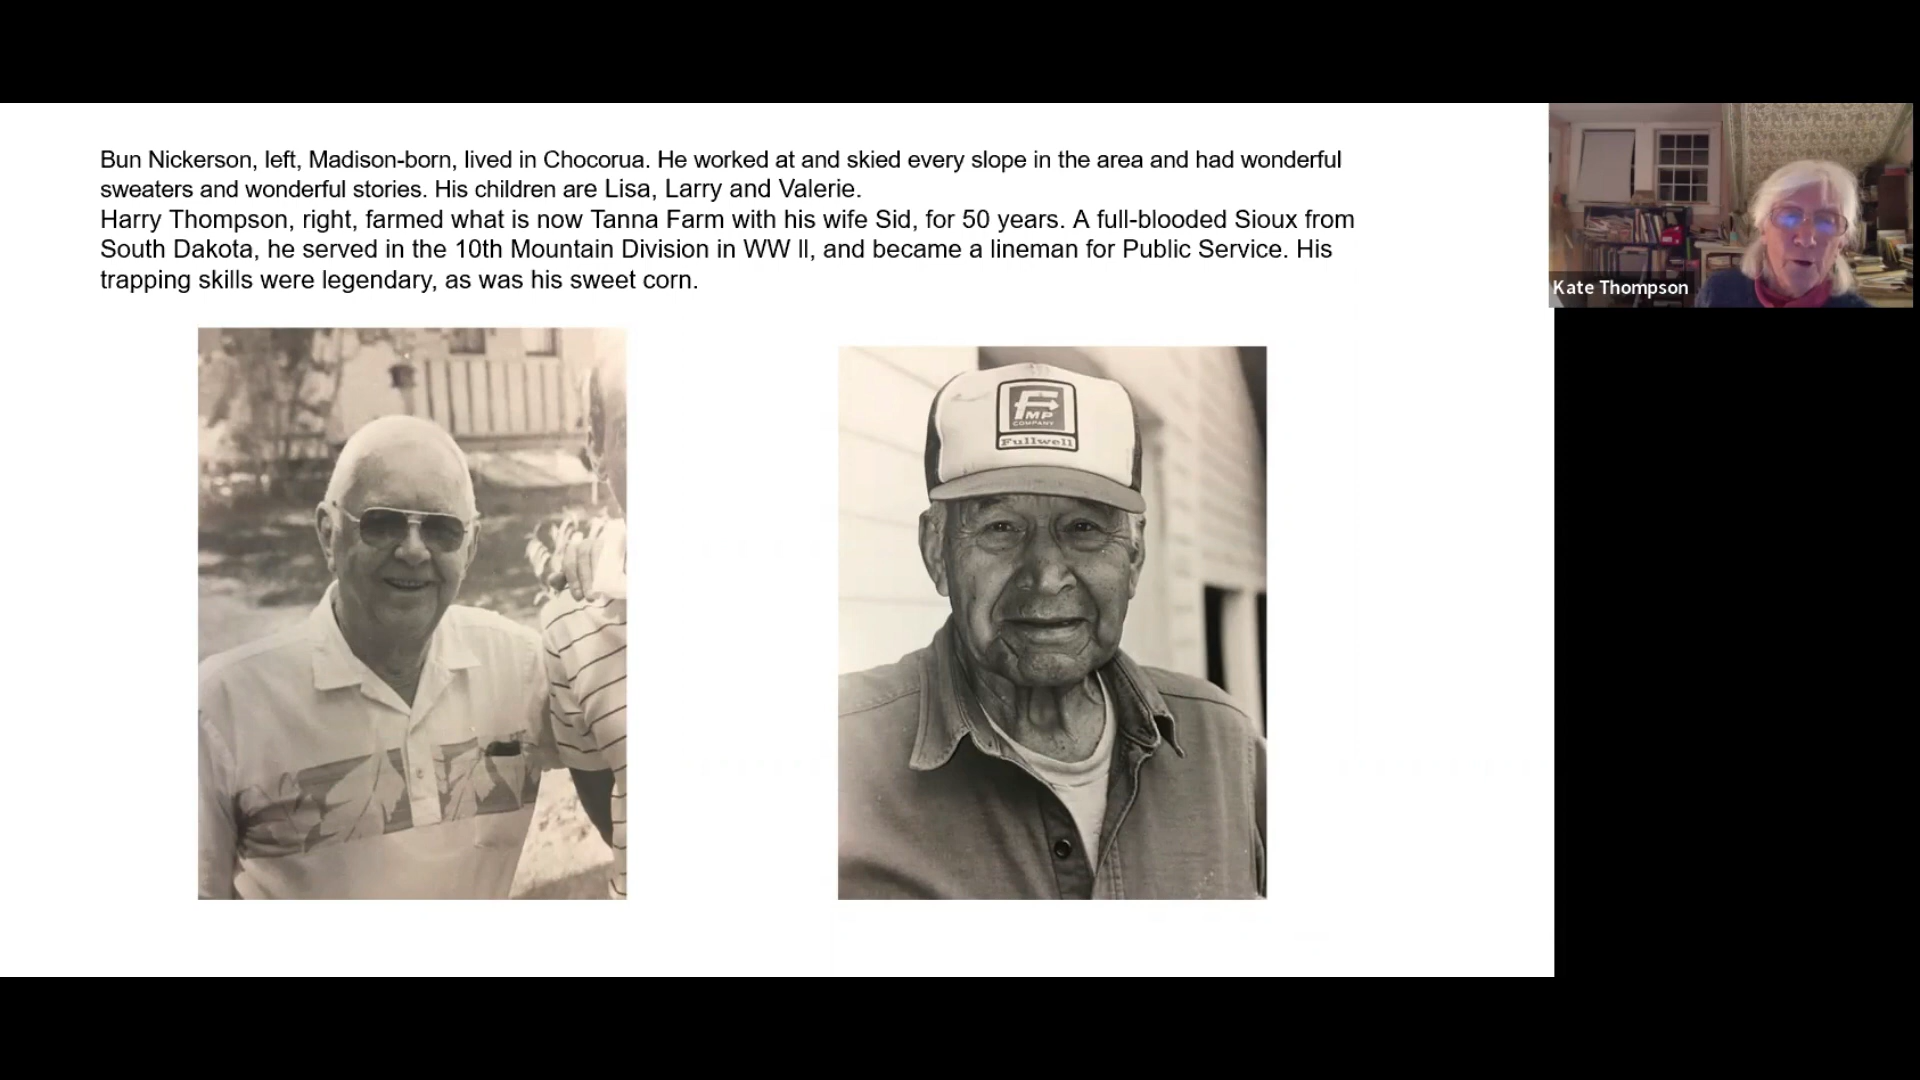 Bun Nickerson, left, Madison-born, lived in Chocorua. He worked at and skied every slope in the area and had wonderful
sweaters and wonderful stories. His children are Lisa, Larry and Valerie.
Harry Thompson, right, farmed what is now Tanna Farm with his wife Sid, for 50 years. A full-blooded Sioux from
South Dakota, he served in the 10th Mountain Division in WW ll, and became a lineman for Public Service. His
trapping skills were legendary, as was his sweet corn.
Kate Thompson
F
MP
COMPANY
Fullwell